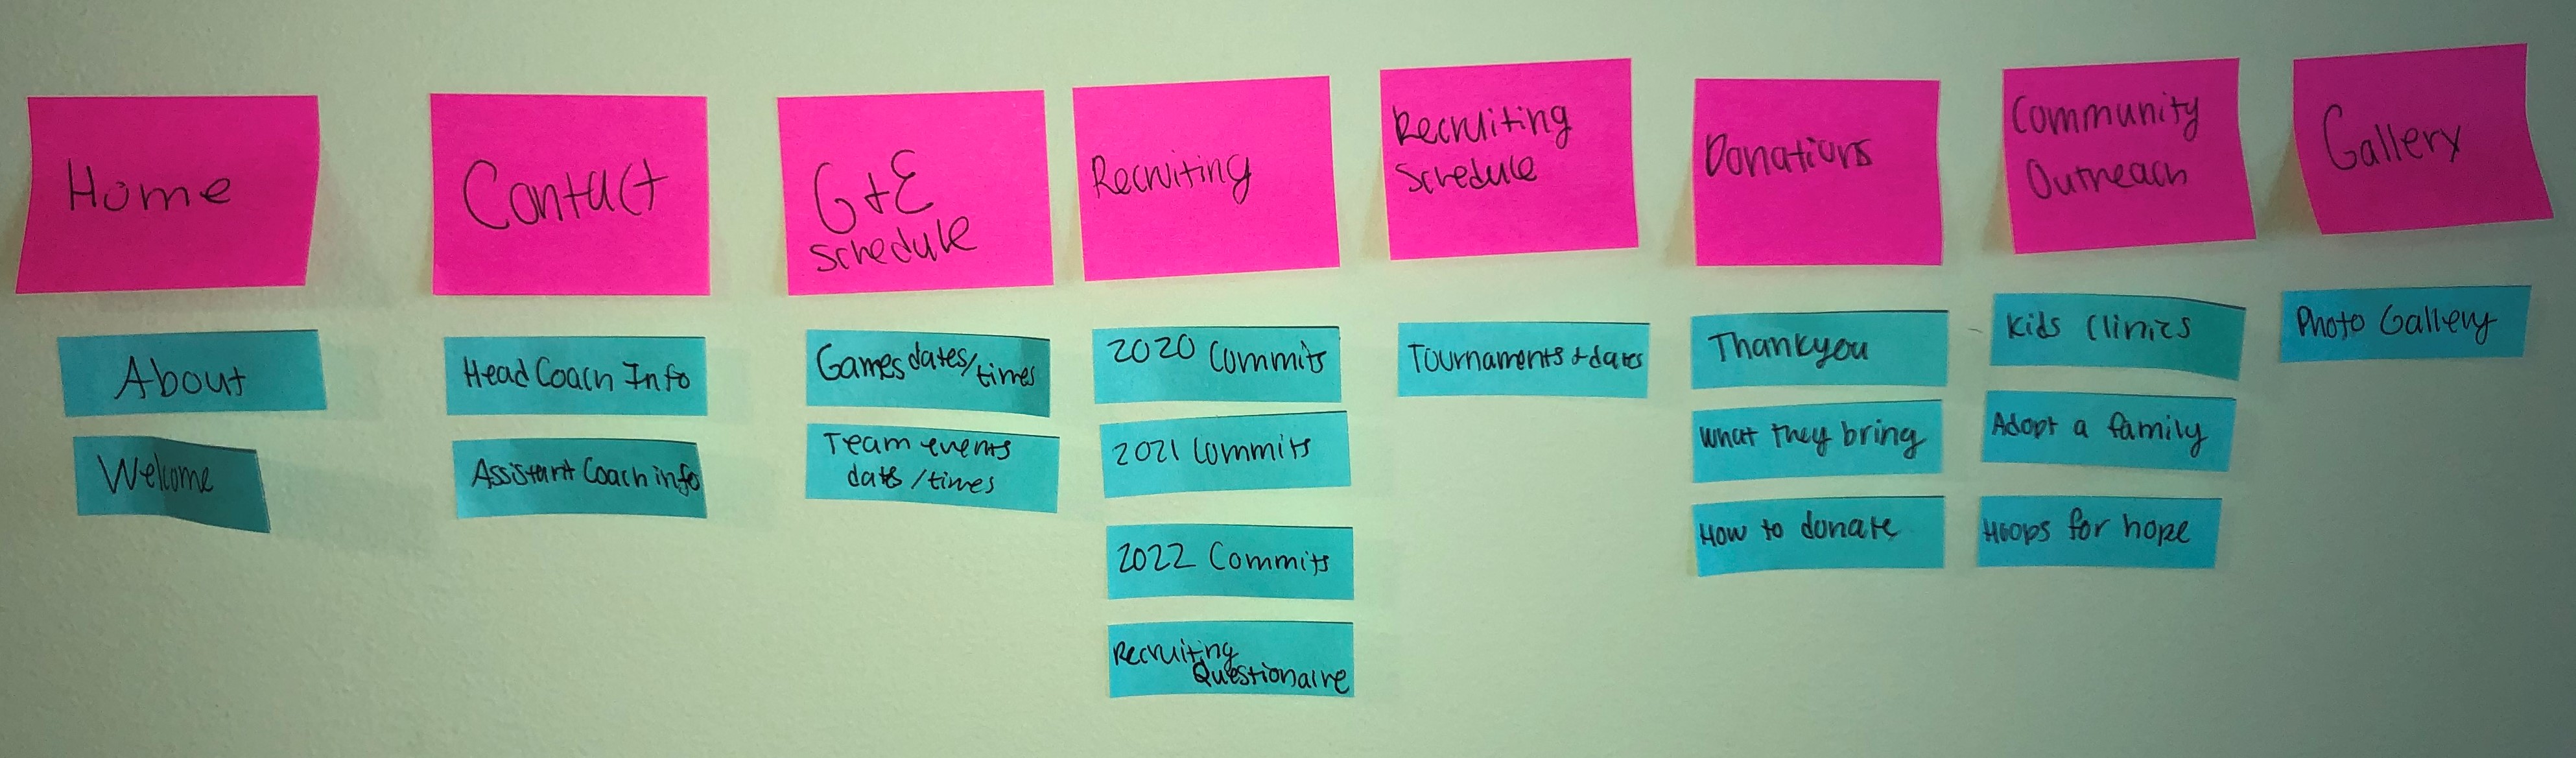 Home
About
Welcome
Contact
Head Coach Info
Assistant Coach info
G+E
schedule
Games dates/times
Team events
dates/times
Recruiting
2020 Commits
2021 Commits
2022 Commits
Recruiting
Questionaire
Recruiting
Schedule
Tournaments + dates
Donations
Thankyou
What they bring
How to donate
Community
Outreach
Kids Clinics
Adopt a family
Hoops for hope
Gallery
Photo Gallery